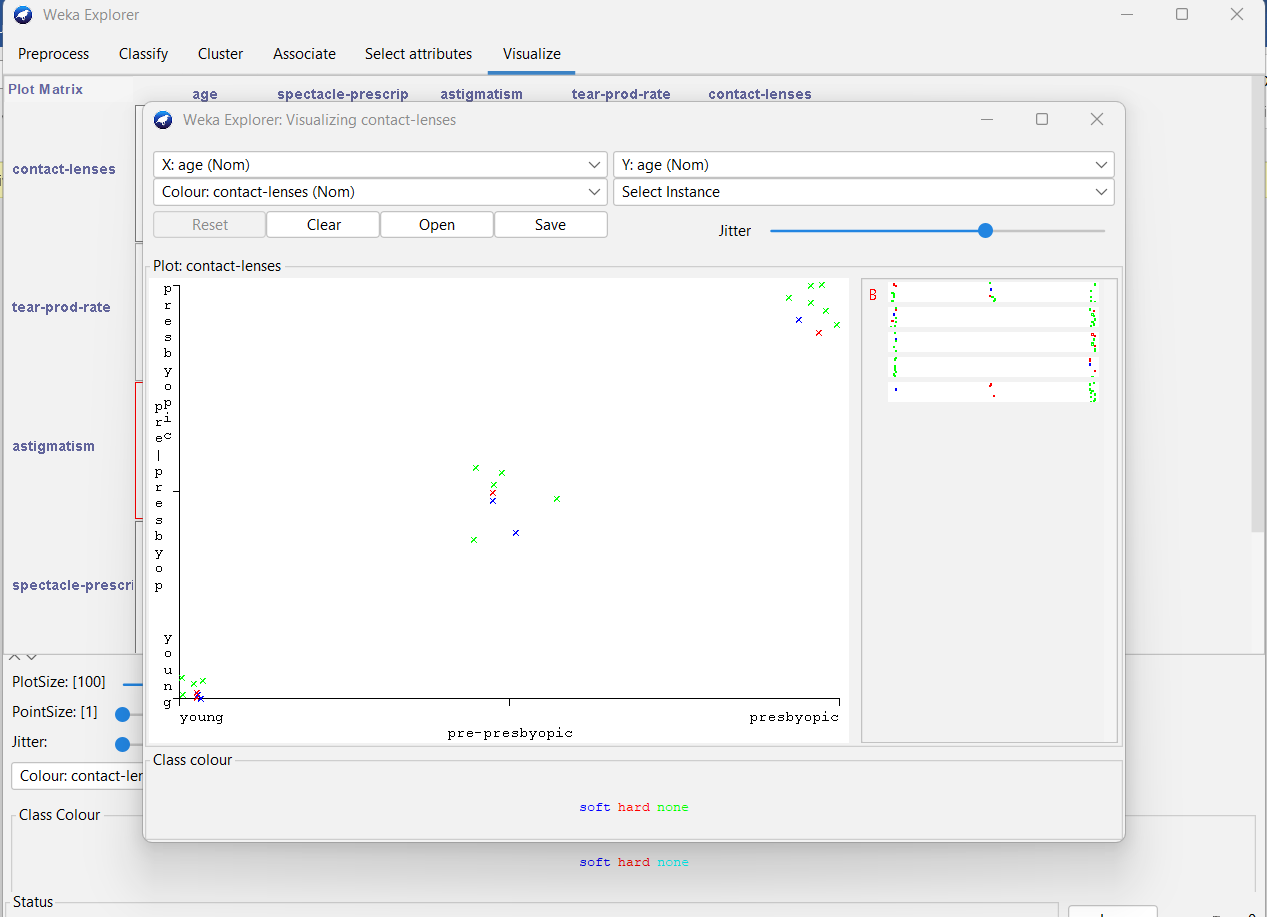 Weka Explorer
Preprocess Classify Cluster Associate Select attributes Visualize
Plot Matrix
age spectacle-prescrip astigmatism tear-prod-rate contact-lenses
Weka Explorer: Visualizing contact-lenses
contact-lenses
X: age (Nom) Y: age (Nom)
Colour: contact-lenses (Nom) Select Instance
Reset Clear Open Save Jitter
Plot: contact-lenses
B
presbyopic
tear-prod-rate
pre-presbyop
astigmatism
spectacle-prescri
young
PlotSize: [100]
PointSize: [1]
Jitter:
young pre-presbyopic presbyopic
Class colour
Colour: contact-ler
soft hard none
Class Colour
soft hard none
Status